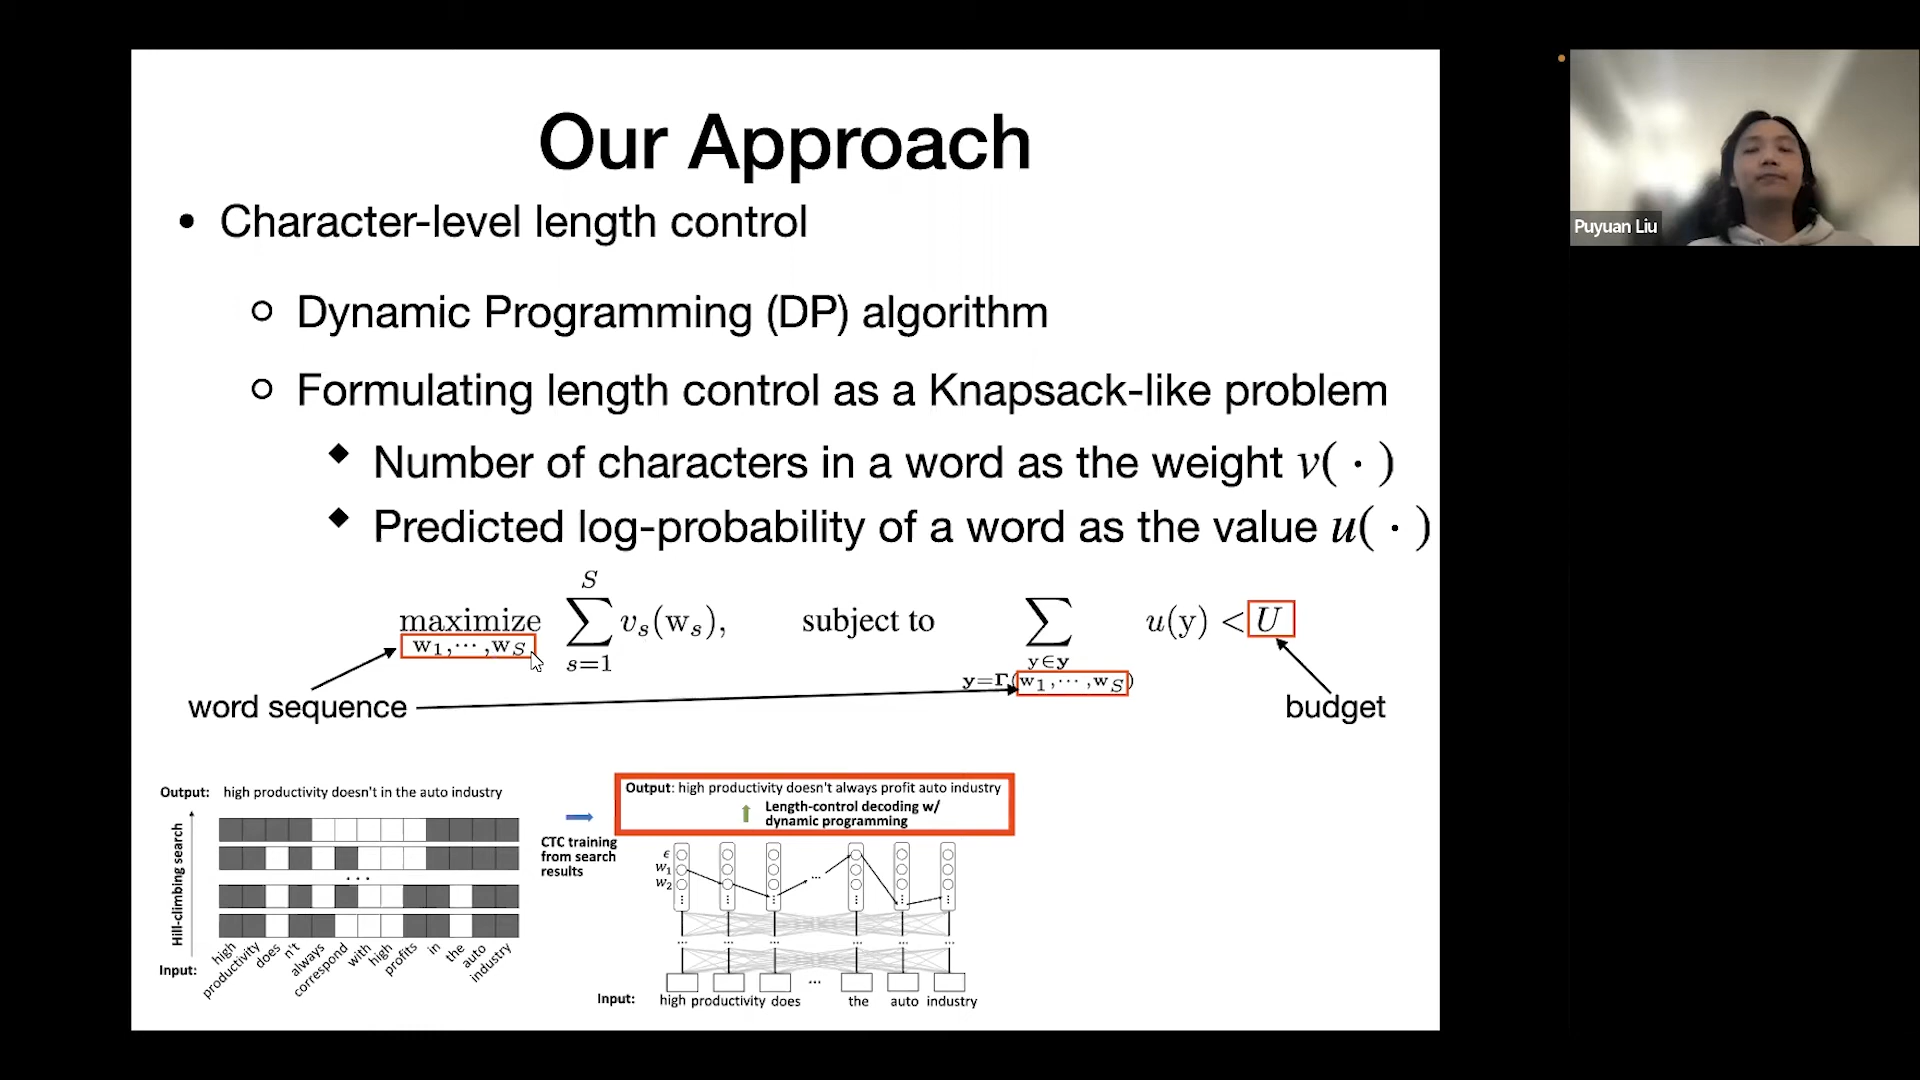 Our Approach
• Character-level length control
Dynamic Programming (DP) algorithm
Formulating length control as a Knapsack-like problem
Number of characters in a word as the weight v( · )
Predicted log-probability of a word as the value u( · )
maximize w₁,⋯,w_S ∑ s=1 S v_s(w_s), subject to ∑ y∈y y=Γ(w₁,⋯,w_S) u(y) < U
word sequence
budget
Output: high productivity doesn't in the auto industry
Hill-climbing search
...
high productivity does n't always correspond with high profits in the auto industry
Input:
CTC training
from search
results
Output: high productivity doesn't always profit auto industry
Length-control decoding w/
dynamic programming
ϵ
w₁
w₂
...
Input: high productivity does ... the auto industry
Puyuan Liu